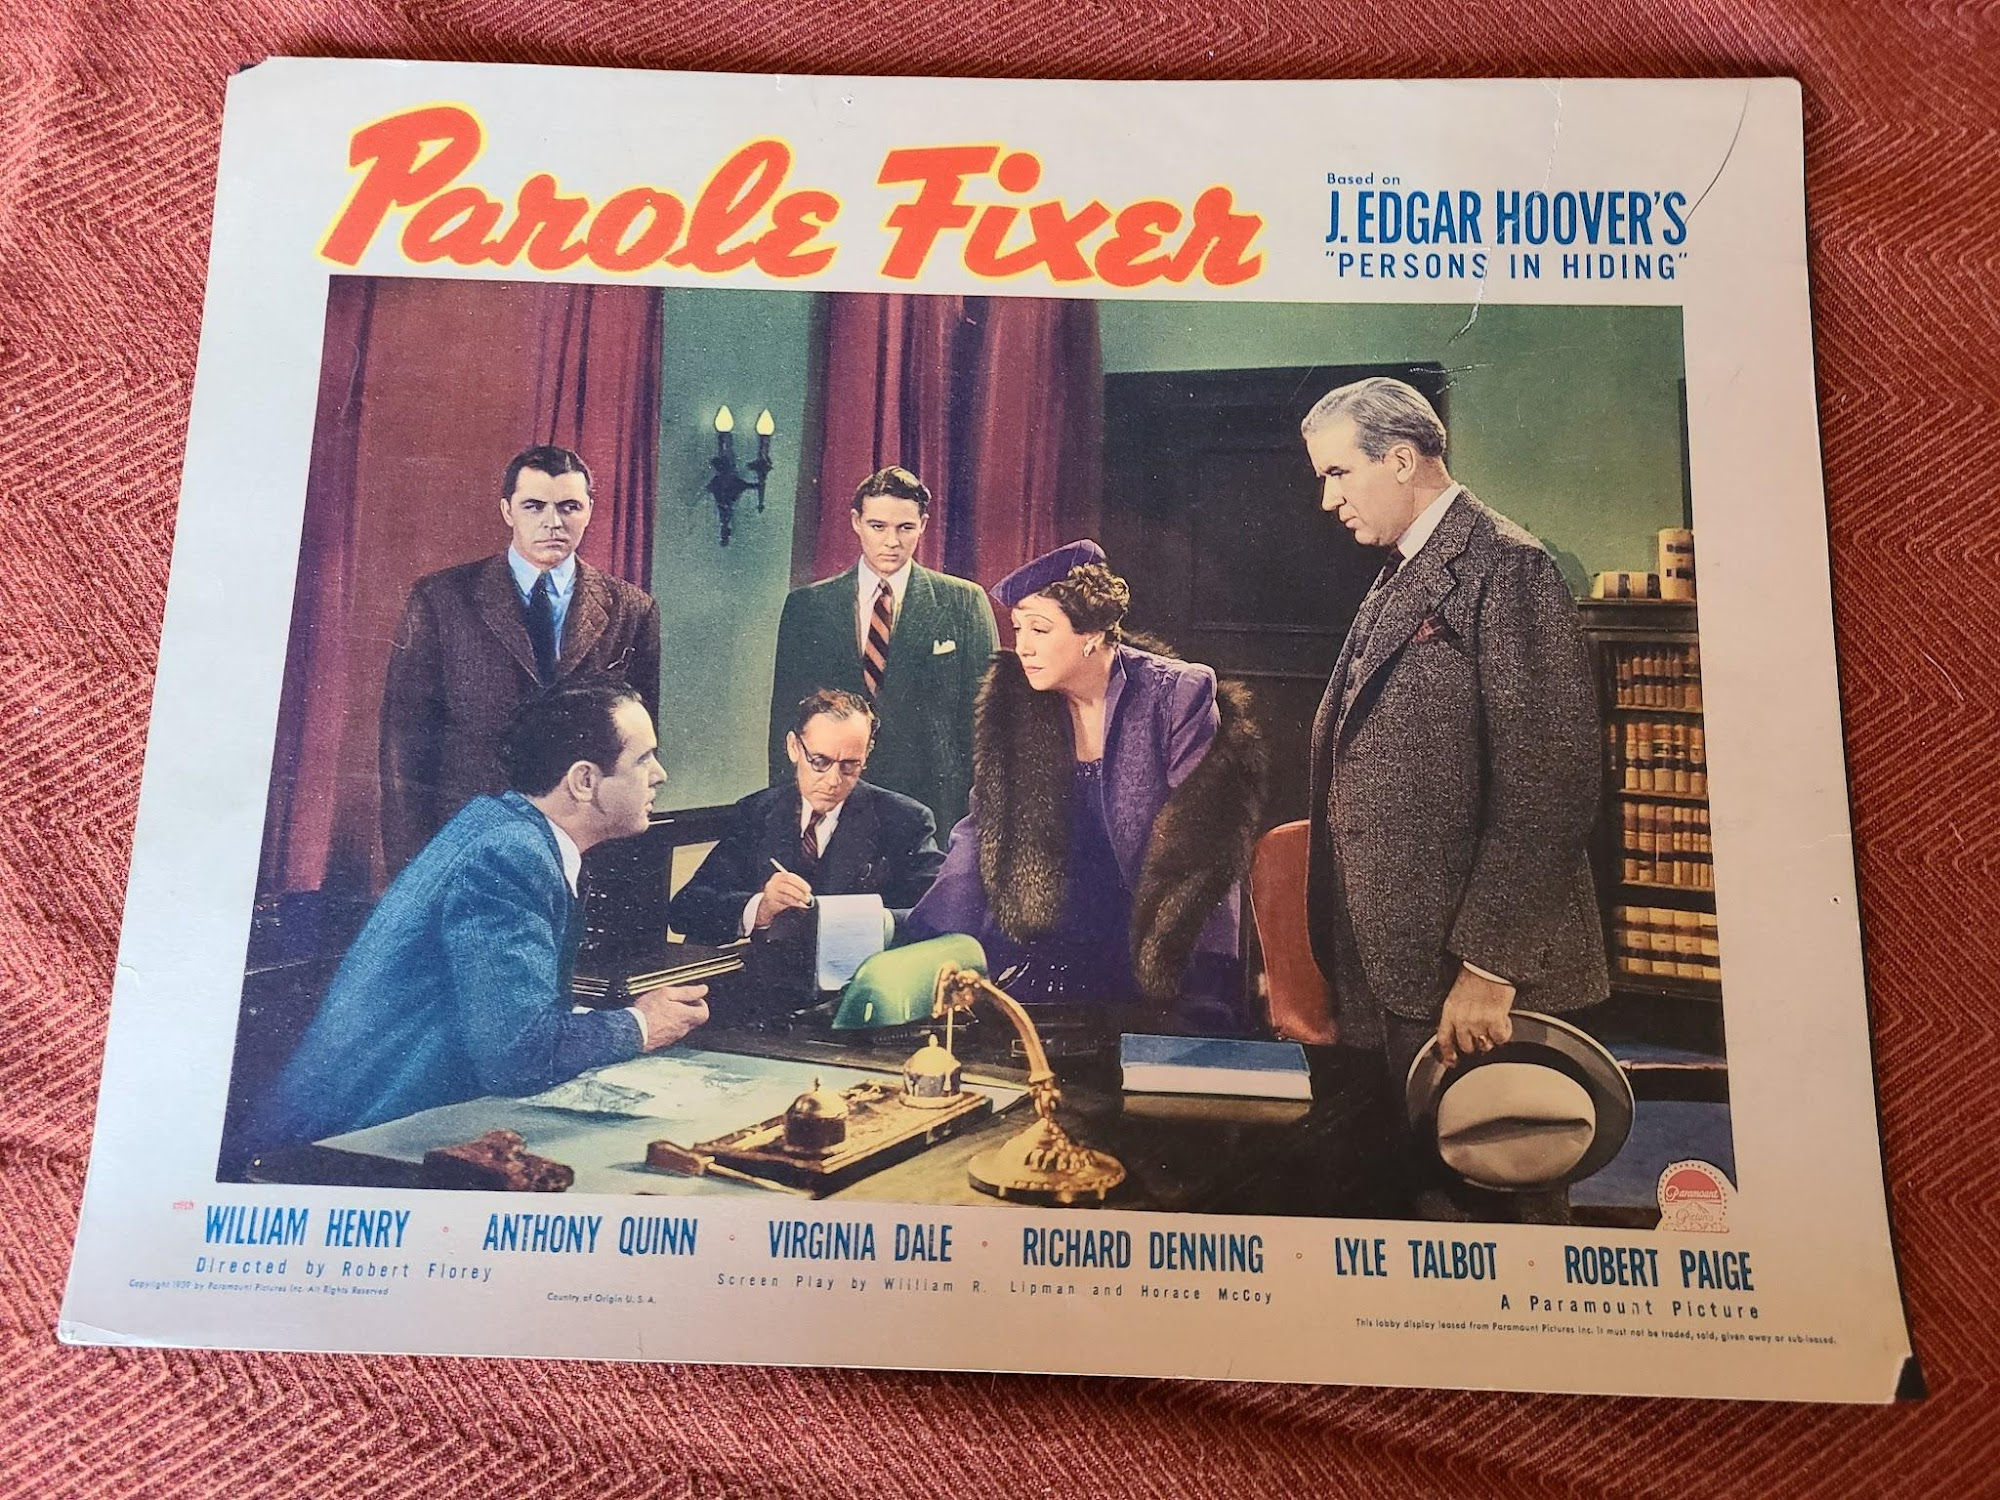 Parole Fixer
Based on
J. EDGAR HOOVER'S
"PERSONS IN HIDING"
Paramount
Pictures
with
WILLIAM HENRY · ANTHONY QUINN · VIRGINIA DALE · RICHARD DENNING · LYLE TALBOT · ROBERT PAIGE
Directed by Robert Florey
Screen Play by William R. Lipman and Horace McCoy
A Paramount Picture
Copyright 1939 by Paramount Pictures Inc. All Rights Reserved
Country of Origin U. S. A.
This lobby display leased from Paramount Pictures Inc. It must not be traded, sold, given away or sub-leased.